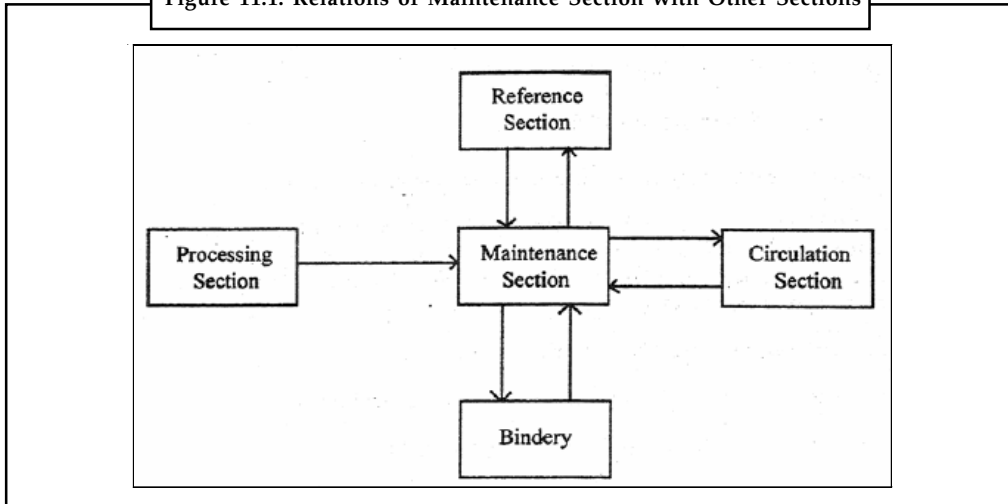 Figure 11.1: Relations of Maintenance Section with Other Sections
Reference
Section
Processing
Section
Maintenance
Section
Circulation
Section
Bindery